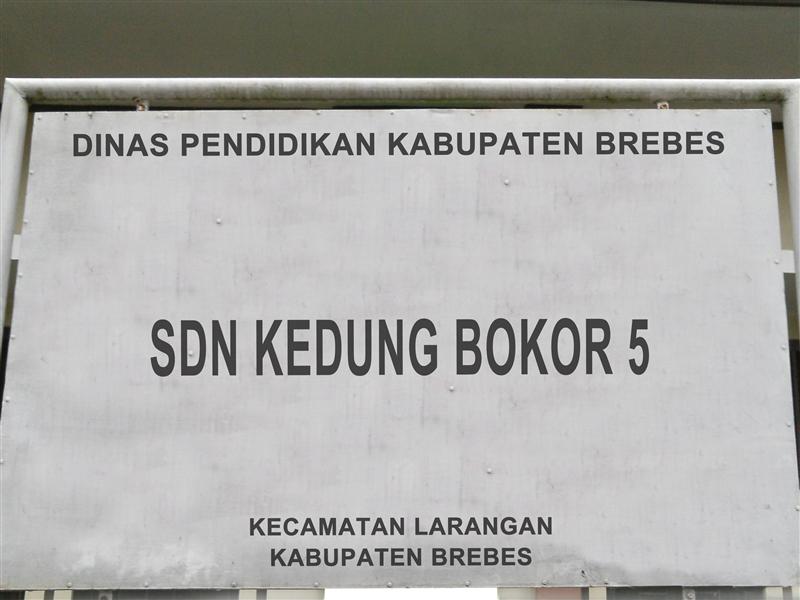 DINAS PENDIDIKAN KABUPATEN BREBES
SDN KEDUNG BOKOR 5
KECAMATAN LARANGAN
KABUPATEN BREBES